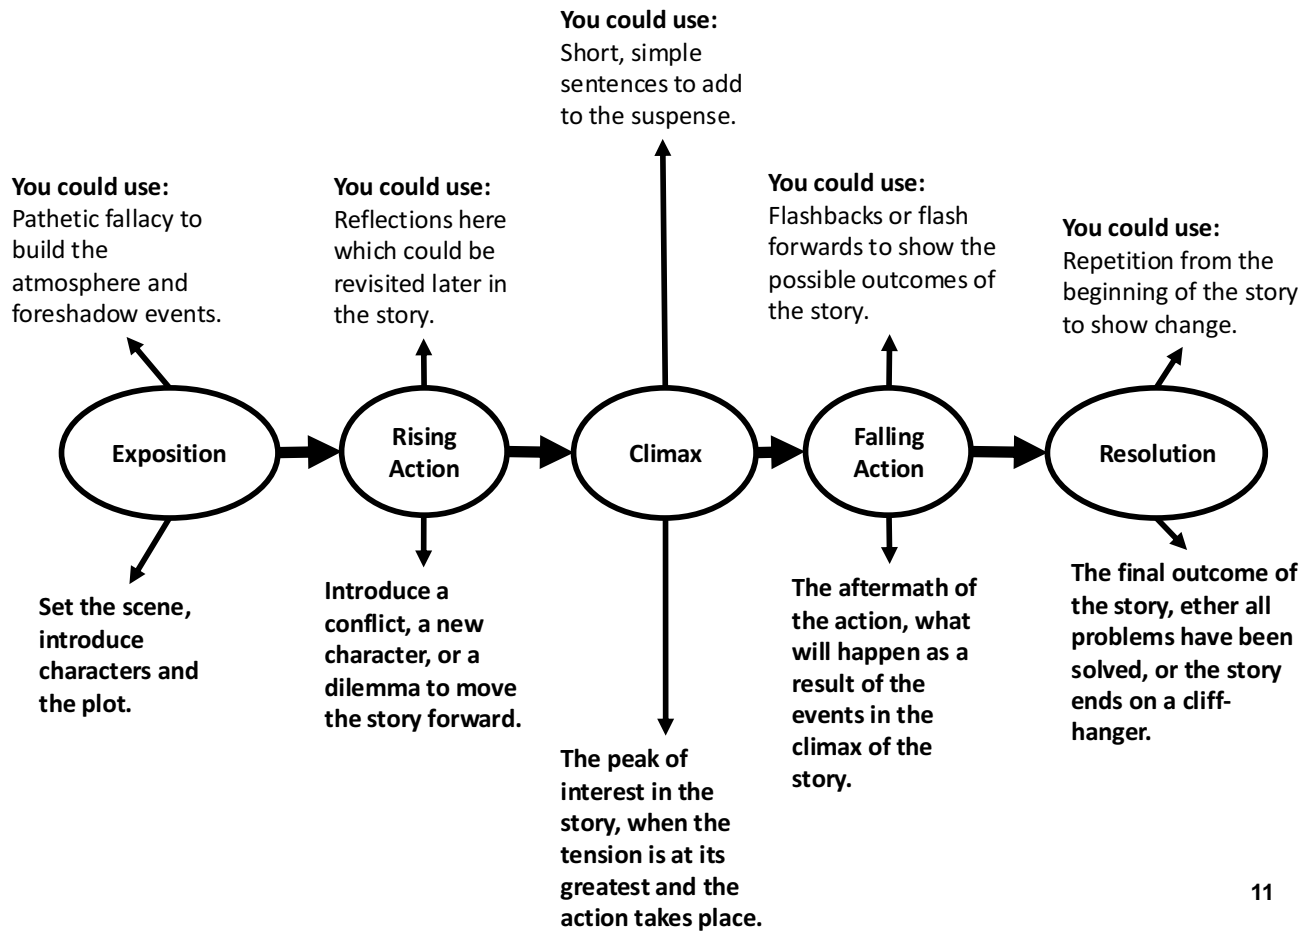 You could use:
Short, simple
sentences to add
to the suspense.
You could use:
Pathetic fallacy to
build the
atmosphere and
foreshadow events.
You could use:
Reflections here
which could be
revisited later in
the story.
You could use:
Flashbacks or flash
forwards to show the
possible outcomes of
the story.
You could use:
Repetition from the
beginning of the story
to show change.
Exposition
Rising
Action
Climax
Falling
Action
Resolution
Set the scene,
introduce
characters and
the plot.
Introduce a
conflict, a new
character, or a
dilemma to move
the story forward.
The peak of
interest in the
story, when the
tension is at its
greatest and the
action takes place.
The aftermath of
the action, what
will happen as a
result of the
events in the
climax of the
story.
The final outcome of
the story, ether all
problems have been
solved, or the story
ends on a cliff-
hanger.
11